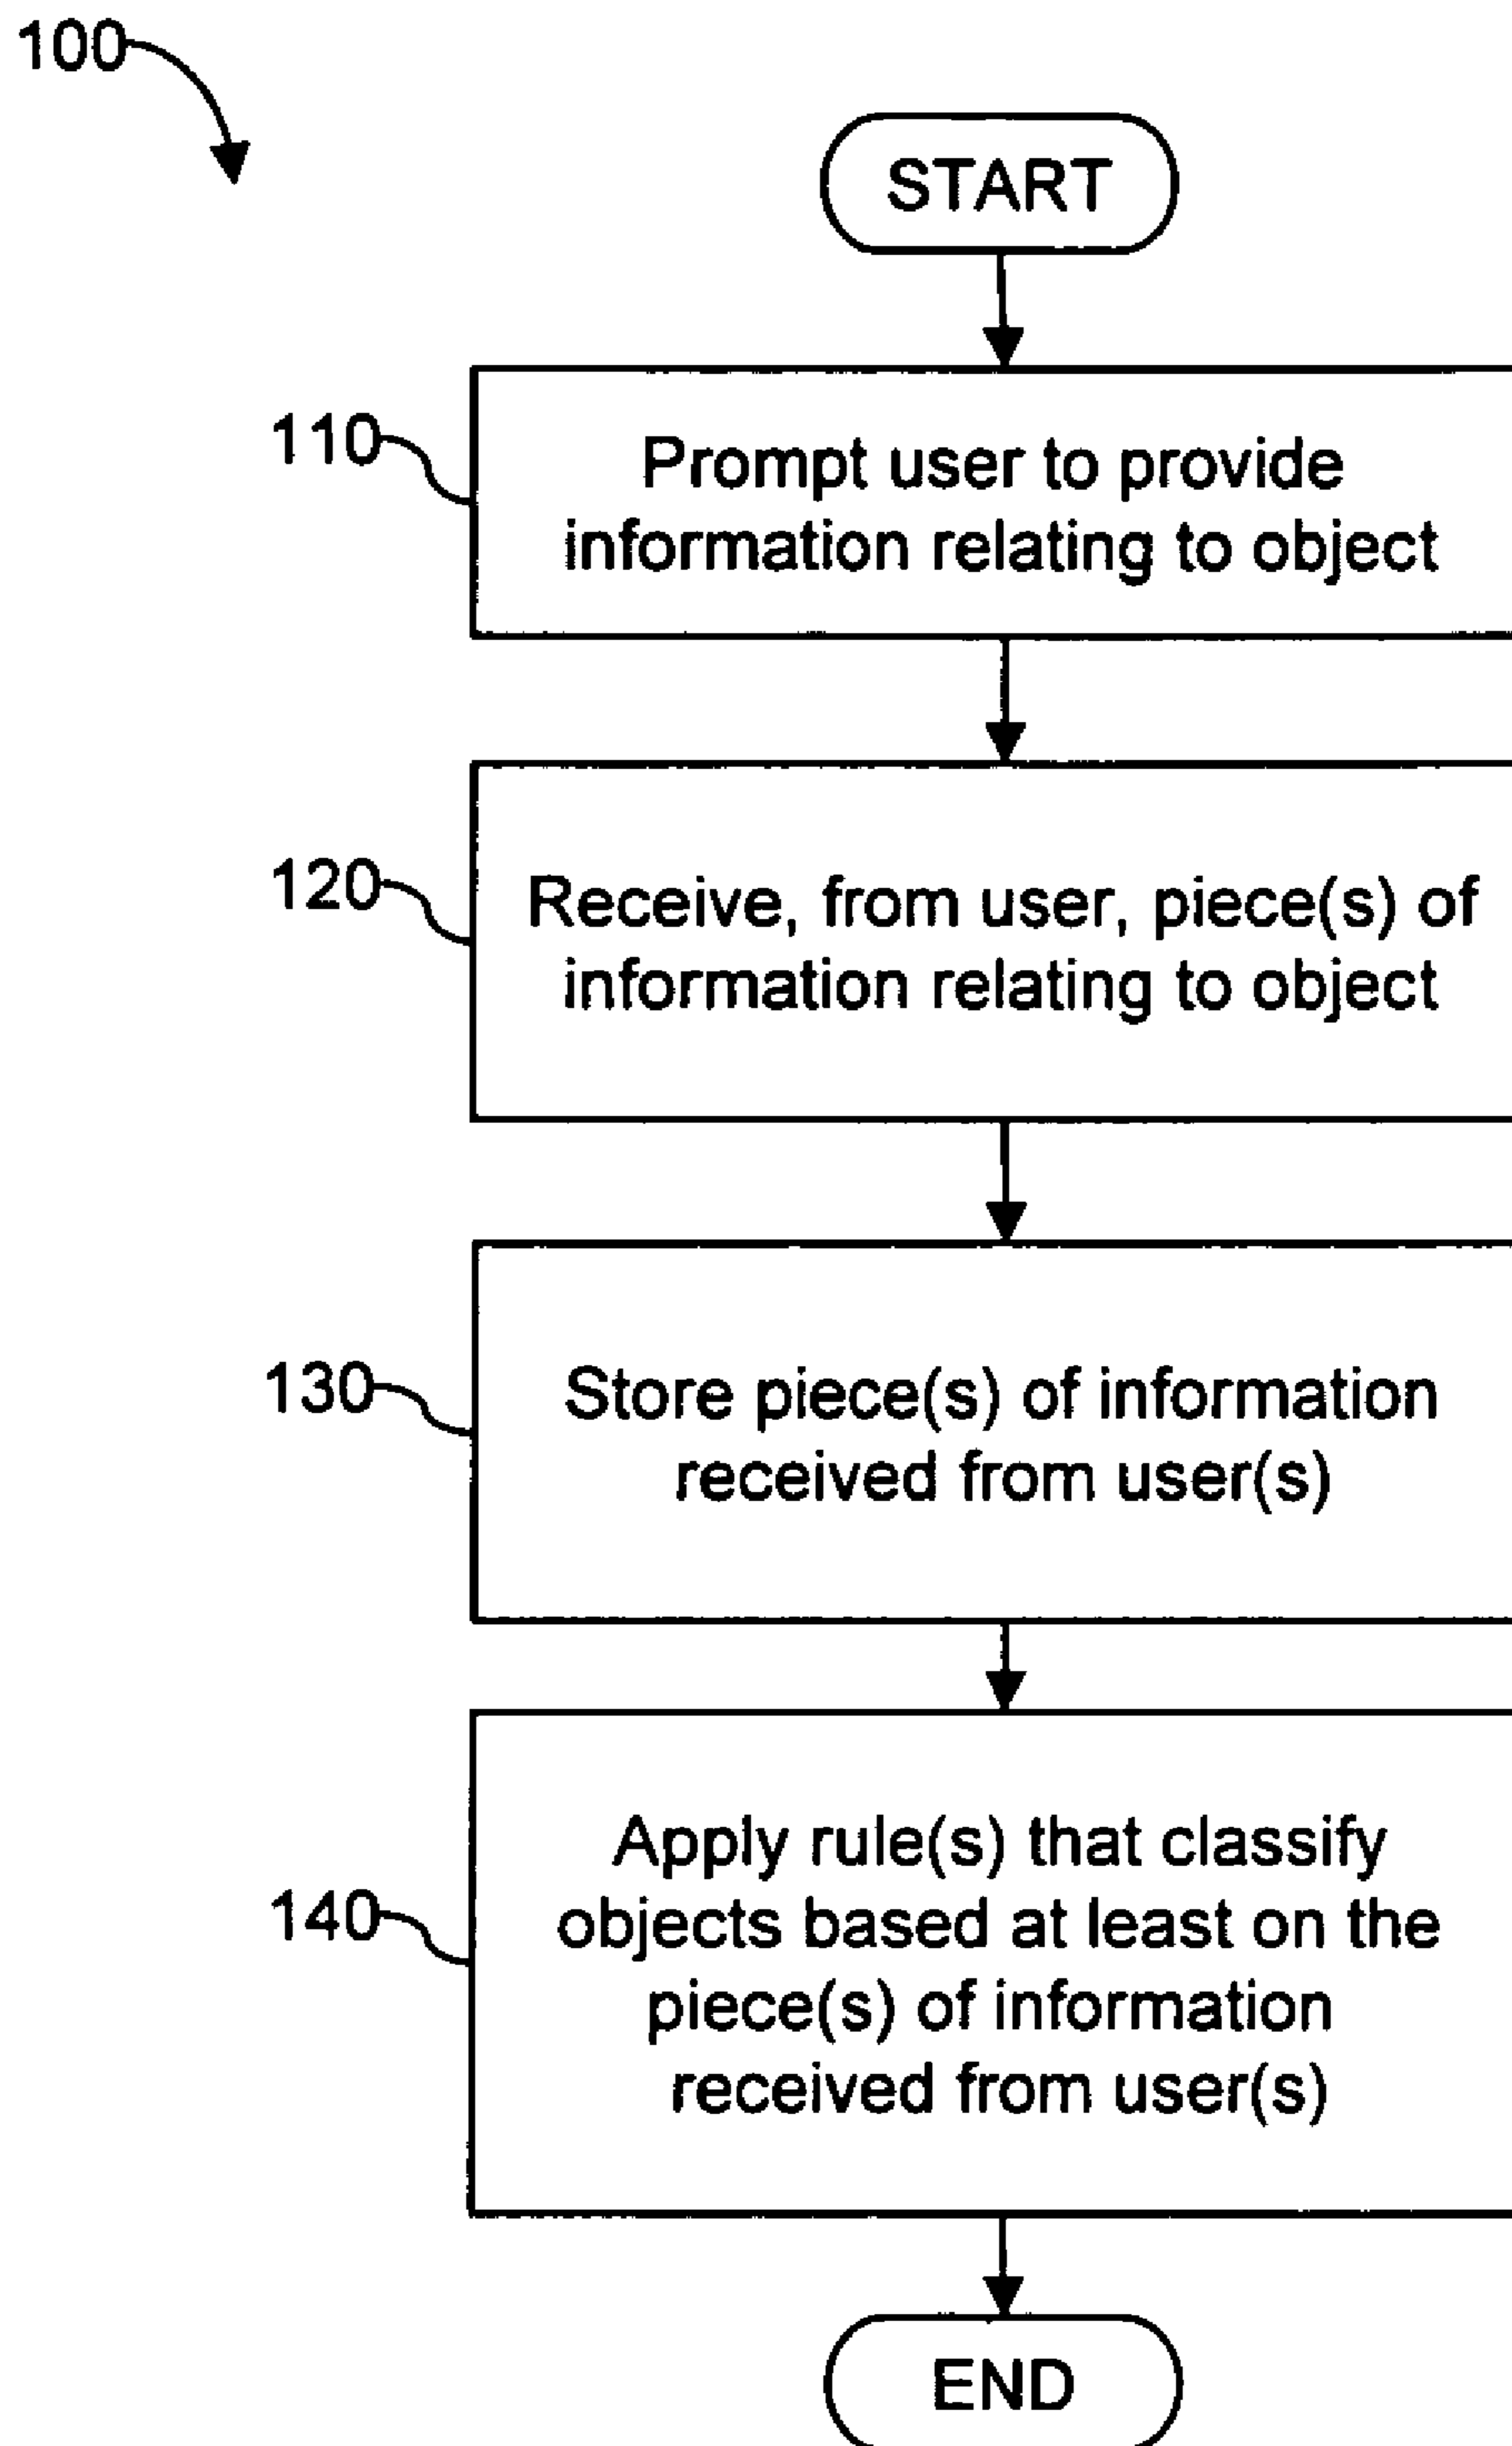 100
START
110
Prompt user to provide
information relating to object
120
Receive, from user, piece(s) of
information relating to object
130
Store piece(s) of information
received from user(s)
140
Apply rule(s) that classify
objects based at least on the
piece(s) of information
received from user(s)
END